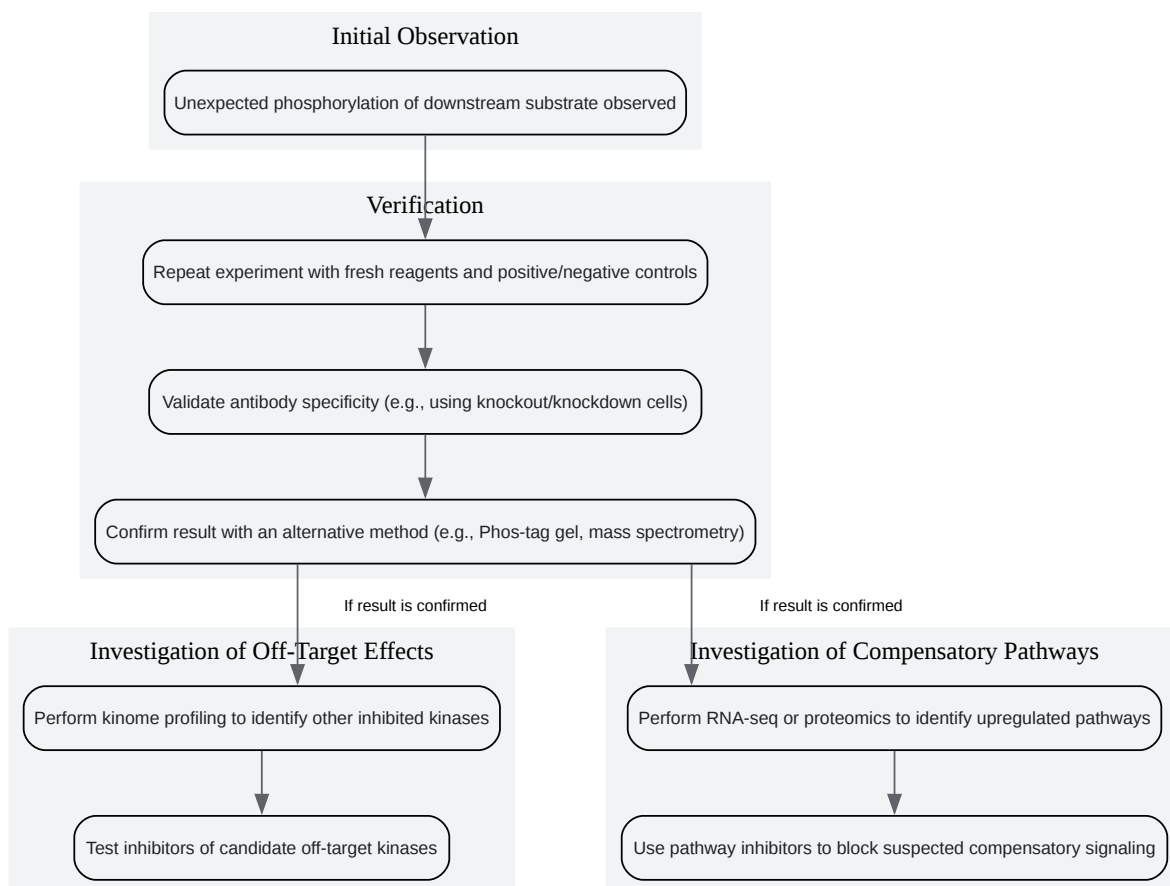 Initial Observation
Unexpected phosphorylation of downstream substrate observed
Verification
Repeat experiment with fresh reagents and positive/negative controls
Validate antibody specificity (e.g., using knockout/knockdown cells)
Confirm result with an alternative method (e.g., Phos-tag gel, mass spectrometry)
If result is confirmed
If result is confirmed
Investigation of Off-Target Effects
Perform kinome profiling to identify other inhibited kinases
Test inhibitors of candidate off-target kinases
Investigation of Compensatory Pathways
Perform RNA-seq or proteomics to identify upregulated pathways
Use pathway inhibitors to block suspected compensatory signaling